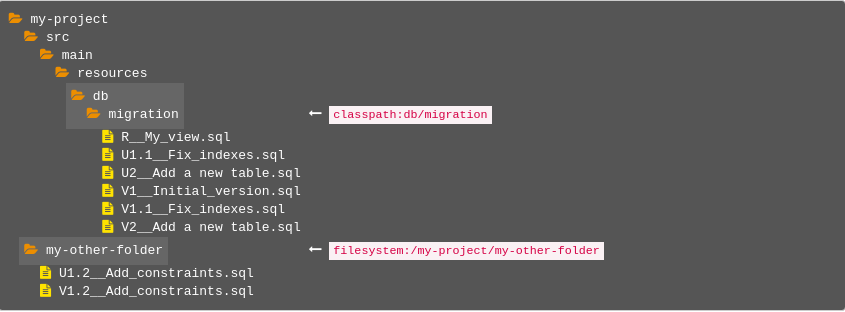 my-project
src
main
resources
db
migration ← classpath:db/migration
R__My_view.sql
U1.1__Fix_indexes.sql
U2__Add a new table.sql
V1__Initial_version.sql
V1.1__Fix_indexes.sql
V2__Add a new table.sql
my-other-folder ← filesystem:/my-project/my-other-folder
U1.2__Add_constraints.sql
V1.2__Add_constraints.sql